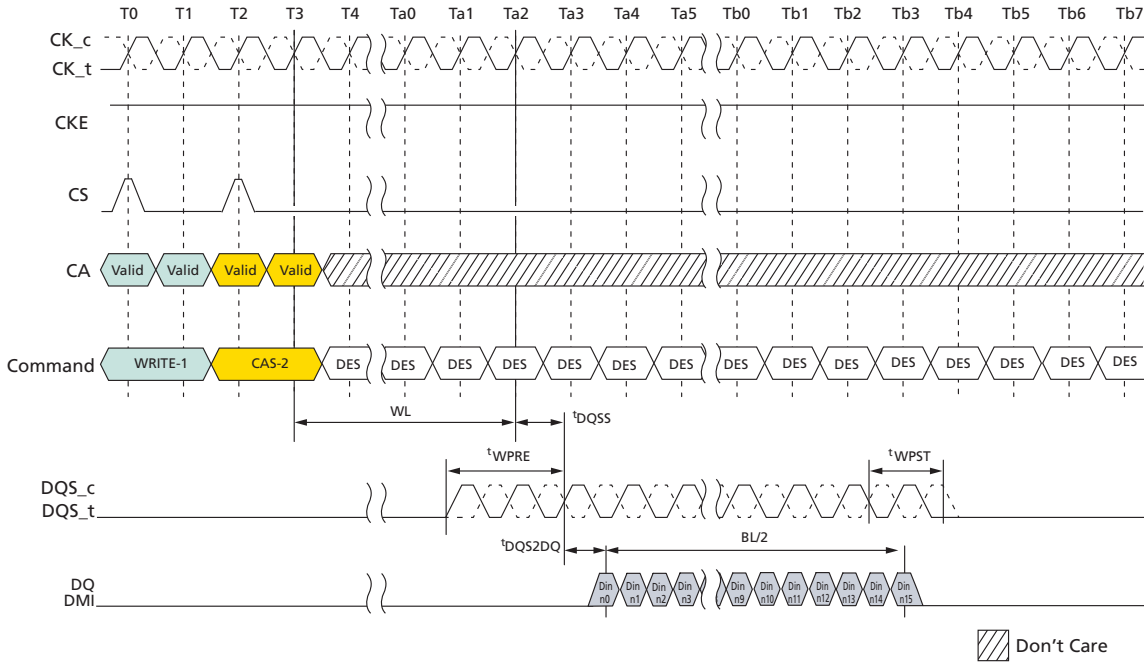 T0 T1 T2 T3 T4 Ta0 Ta1 Ta2 Ta3 Ta4 Ta5 Tb0 Tb1 Tb2 Tb3 Tb4 Tb5 Tb6 Tb7
CK_c
CK_t
CKE
CS
CA Valid Valid Valid Valid
Command WRITE-1 CAS-2 DES DES DES DES DES DES DES DES DES DES DES DES DES DES DES
WL tDQSS
tWPRE tWPST
DQS_c
DQS_t
tDQS2DQ BL/2
DQ
DMI
Din n0 Din n1 Din n2 Din n3 Din n9 Din n10 Din n11 Din n12 Din n13 Din n14 Din n15
Don't Care